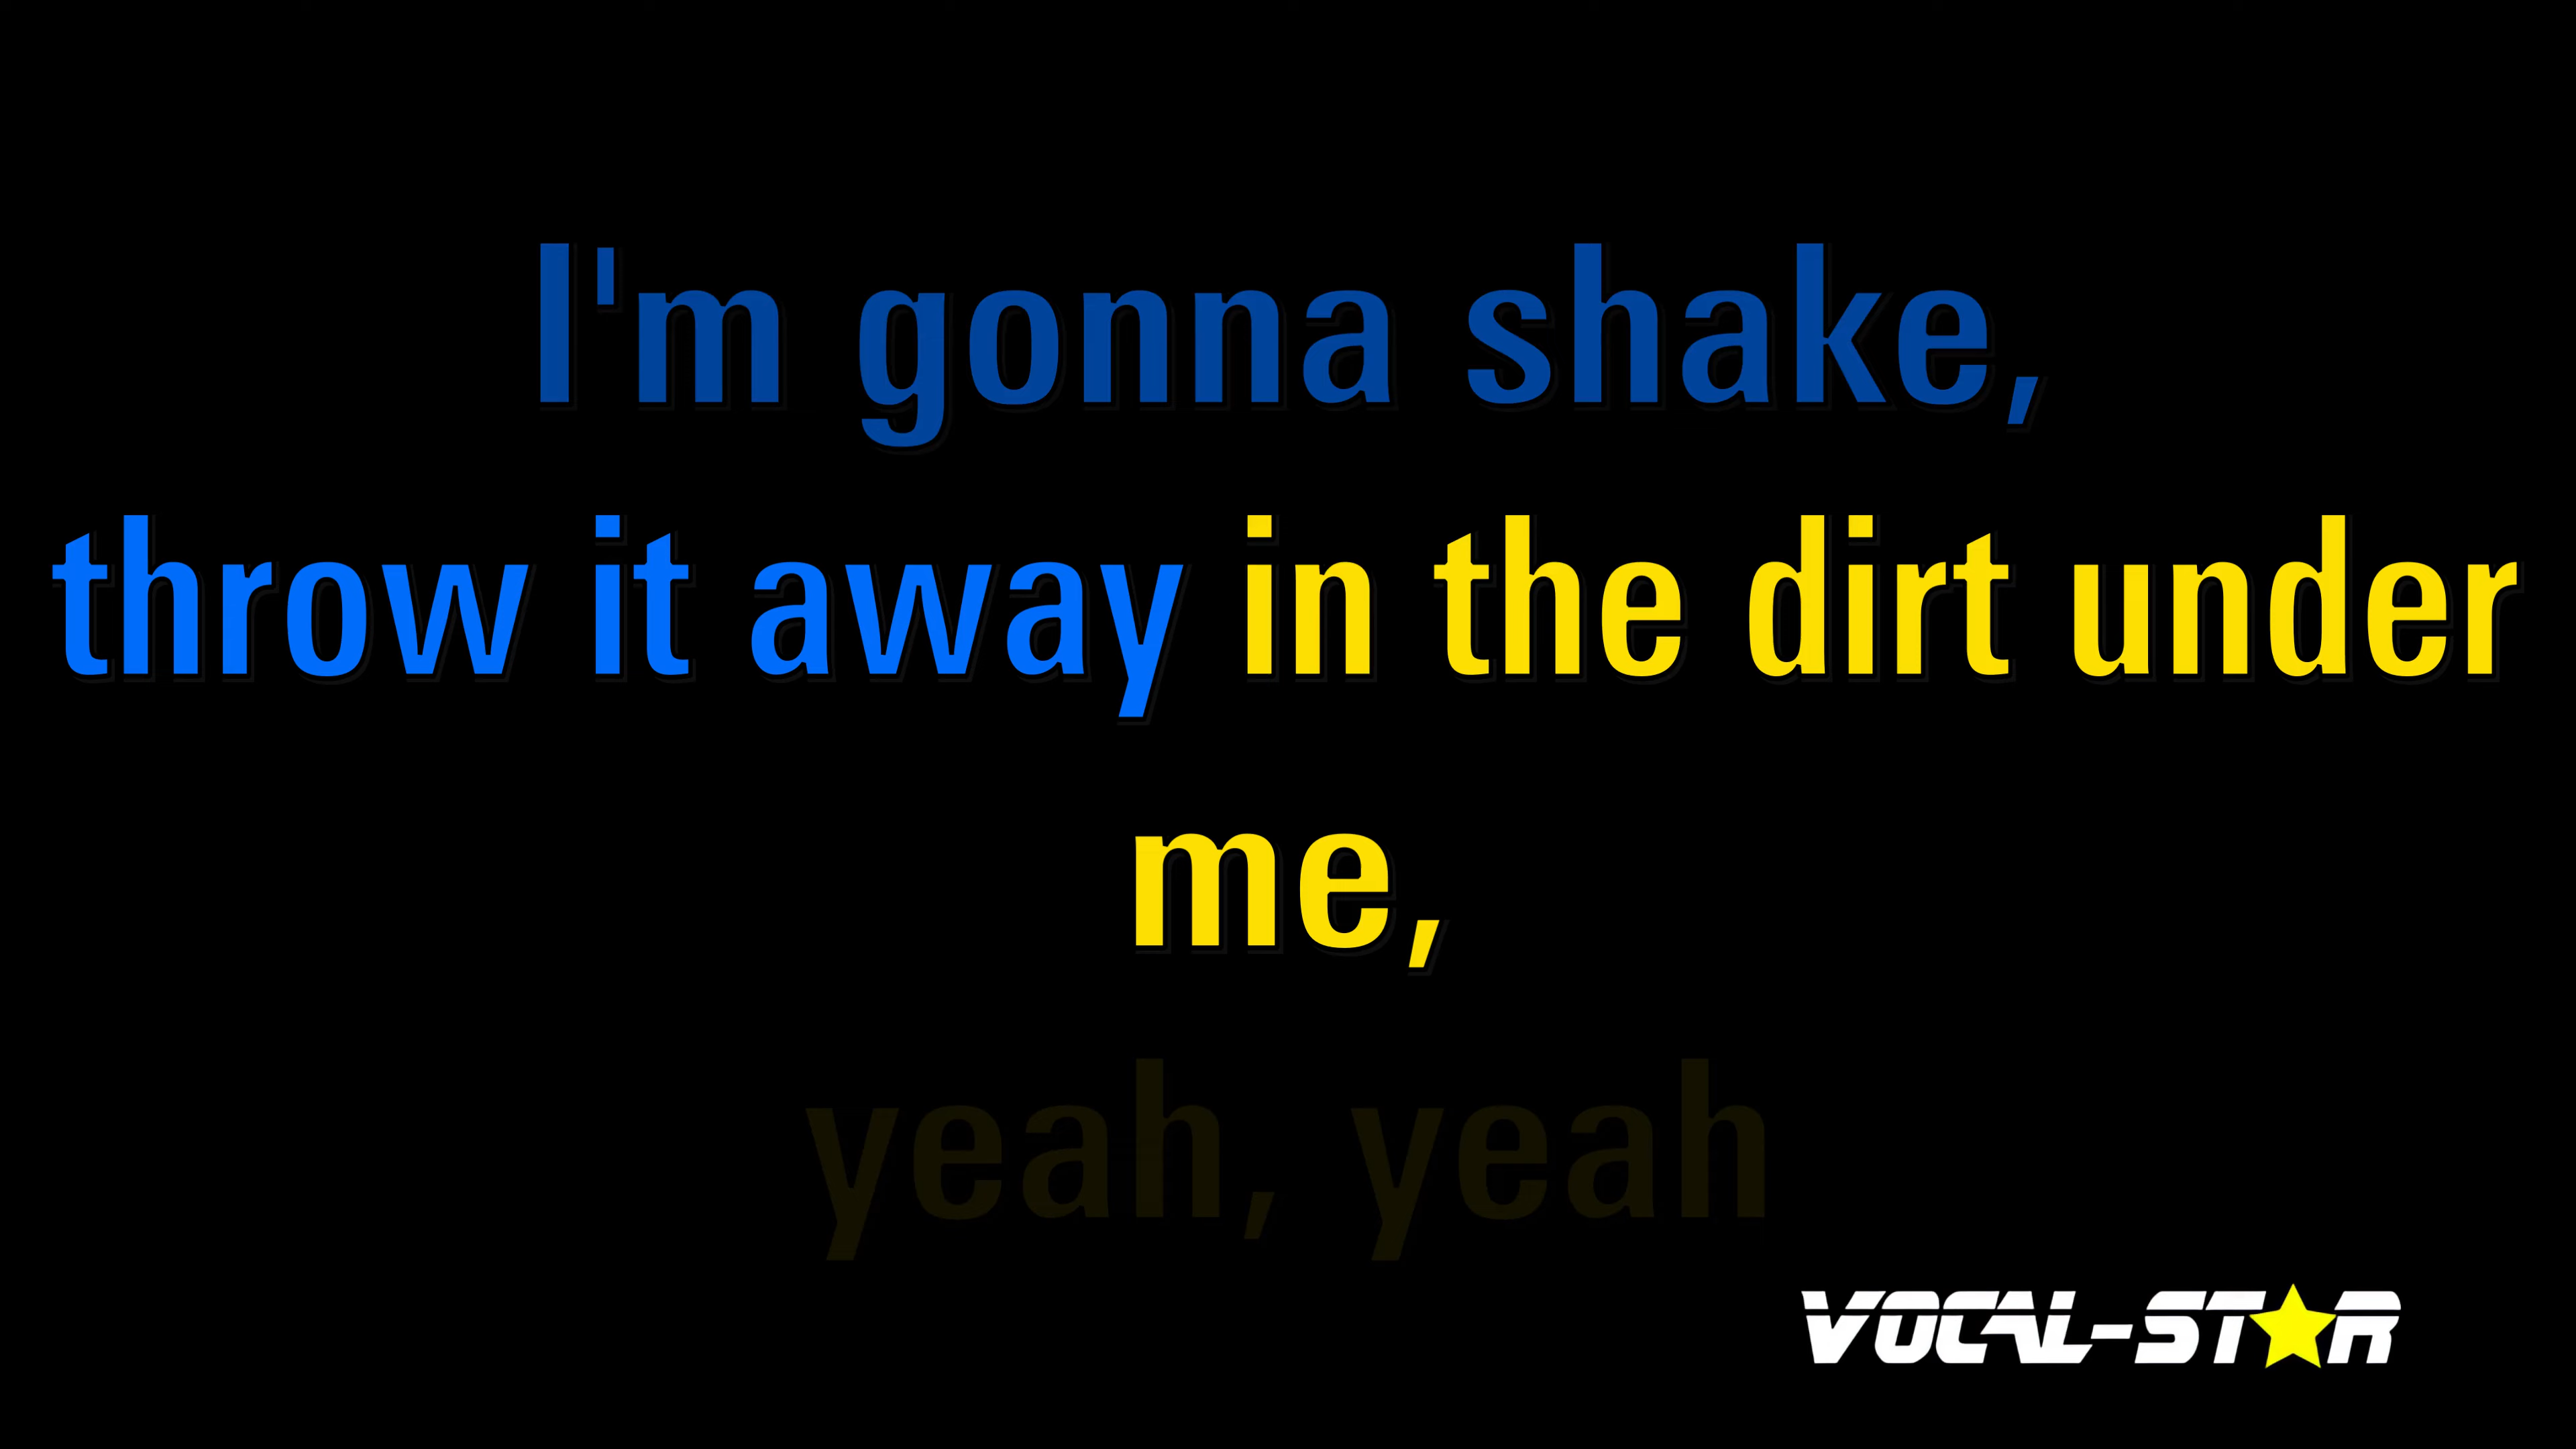 I'm gonna shake,
throw it away in the dirt under
me,
yeah, yeah
VOCAL-STAR